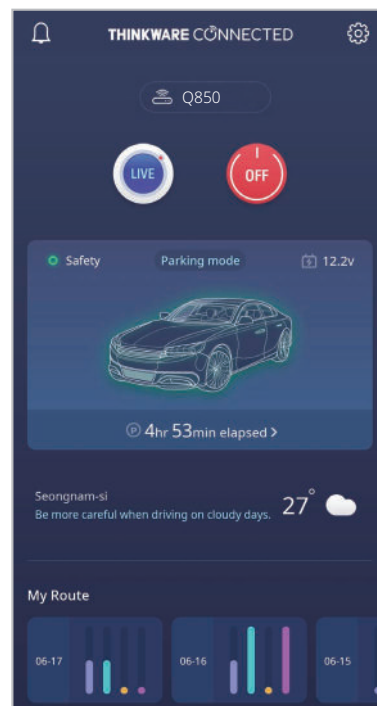 THINKWARE CONNECTED
Q850
LIVE
OFF
Safety
Parking mode
12.2v
P 4hr 53min elapsed >
Seongnam-si
Be more careful when driving on cloudy days.
27°
My Route
06-17
06-16
06-15